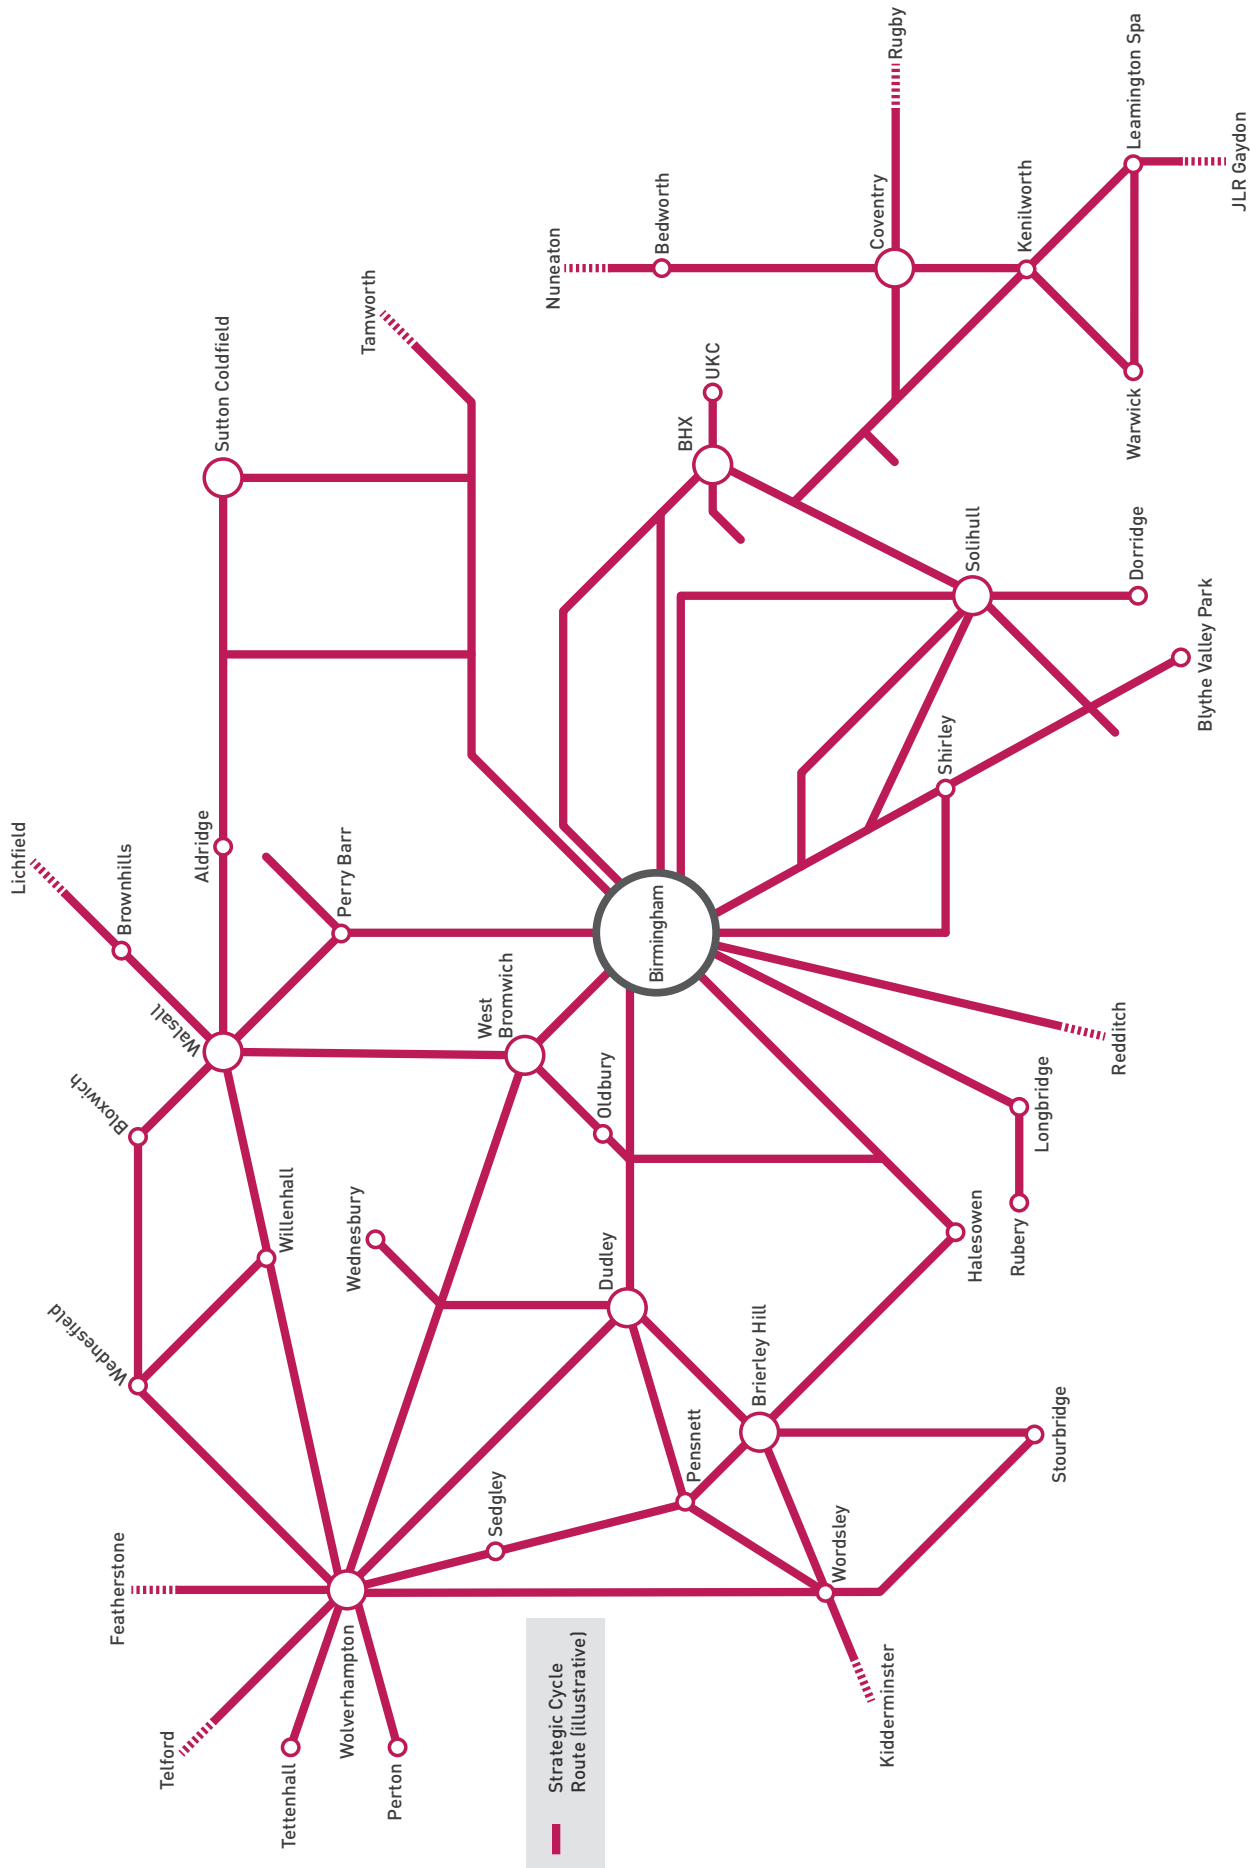 Featherstone
Telford
Tettenhall
Wolverhampton
Perton
Wednesfield
Bloxwich
Walsall
Willenhall
Lichfield
Brownhills
Aldridge
Perry Barr
Sutton Coldfield
Tamworth
Wednesbury
West
Bromwich
Oldbury
Dudley
Sedgley
Pensnett
Brierley Hill
Wordsley
Kidderminster
Stourbridge
Halesowen
Rubery
Longbridge
Redditch
Birmingham
Shirley
Solihull
Dorridge
Blythe Valley Park
BHX
UKC
Nuneaton
Bedworth
Coventry
Rugby
Kenilworth
Warwick
Leamington Spa
JLR Gaydon
Strategic Cycle
Route (illustrative)